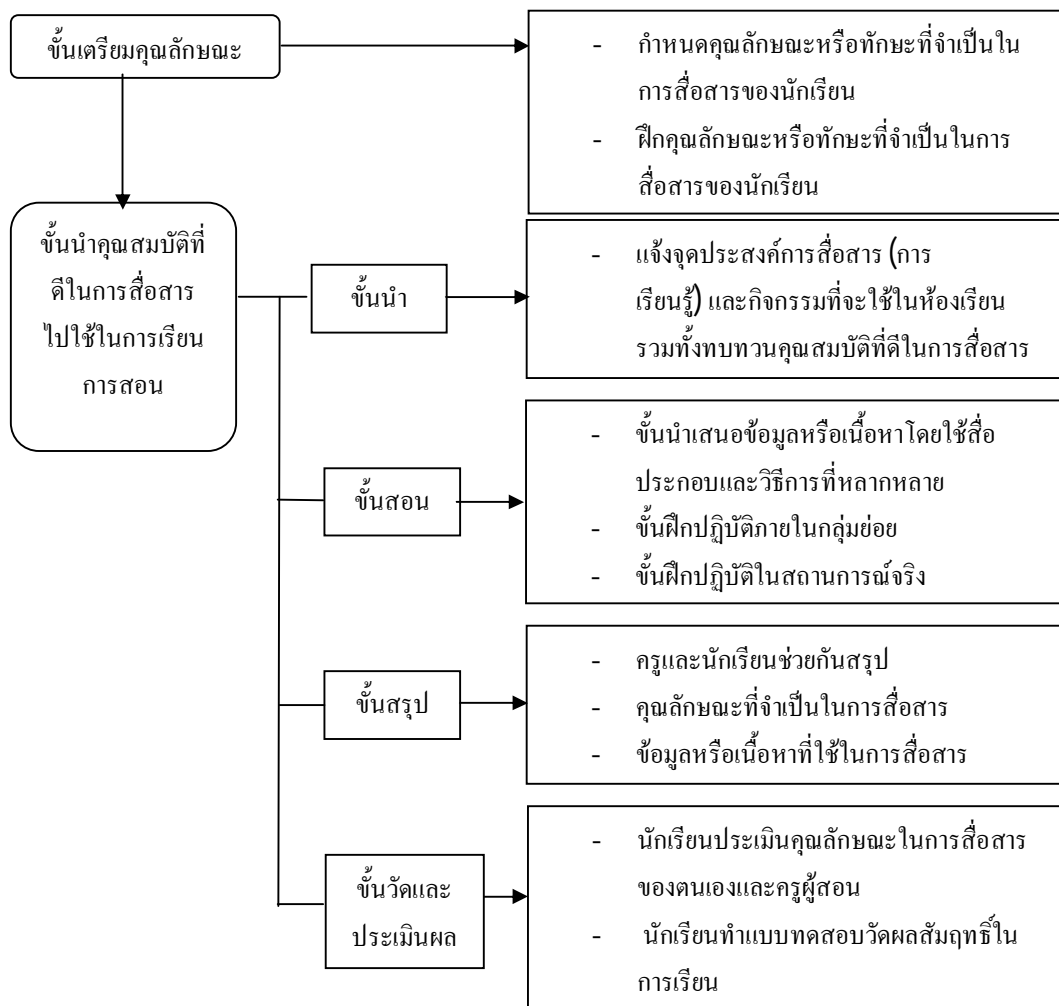 ขั้นเตรียมคุณลักษณะ
- กำหนดคุณลักษณะหรือทักษะที่จำเป็นใน
การสื่อสารของนักเรียน
- ฝึกคุณลักษณะหรือทักษะที่จำเป็นในการ
สื่อสารของนักเรียน
ขั้นนำคุณสมบัติที่
ดีในการสื่อสาร
ไปใช้ในการเรียน
การสอน
ขั้นนำ
- แจ้งจุดประสงค์การสื่อสาร (การ
เรียนรู้) และกิจกรรมที่จะใช้ในห้องเรียน
รวมทั้งทบทวนคุณสมบัติที่ดีในการสื่อสาร
ขั้นสอน
- ขั้นนำเสนอข้อมูลหรือเนื้อหาโดยใช้สื่อ
ประกอบและวิธีการที่หลากหลาย
- ขั้นฝึกปฏิบัติภายในกลุ่มย่อย
- ขั้นฝึกปฏิบัติในสถานการณ์จริง
ขั้นสรุป
- ครูและนักเรียนช่วยกันสรุป
- คุณลักษณะที่จำเป็นในการสื่อสาร
- ข้อมูลหรือเนื้อหาที่ใช้ในการสื่อสาร
ขั้นวัดและ
ประเมินผล
- นักเรียนประเมินคุณลักษณะในการสื่อสาร
ของตนเองและครูผู้สอน
- นักเรียนทำแบบทดสอบวัดผลสัมฤทธิ์ใน
การเรียน